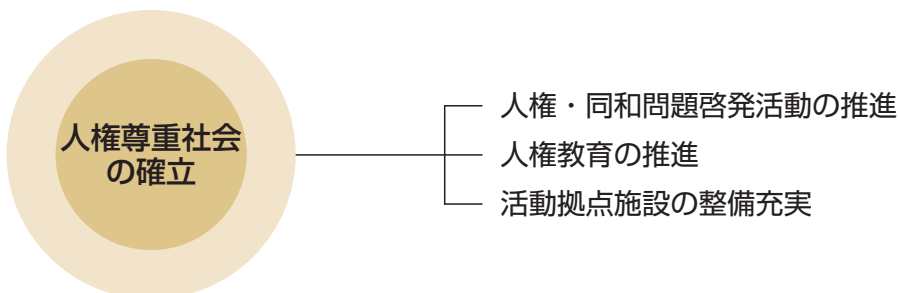 人権尊重社会
の確立
人権・同和問題啓発活動の推進
人権教育の推進
活動拠点施設の整備充実